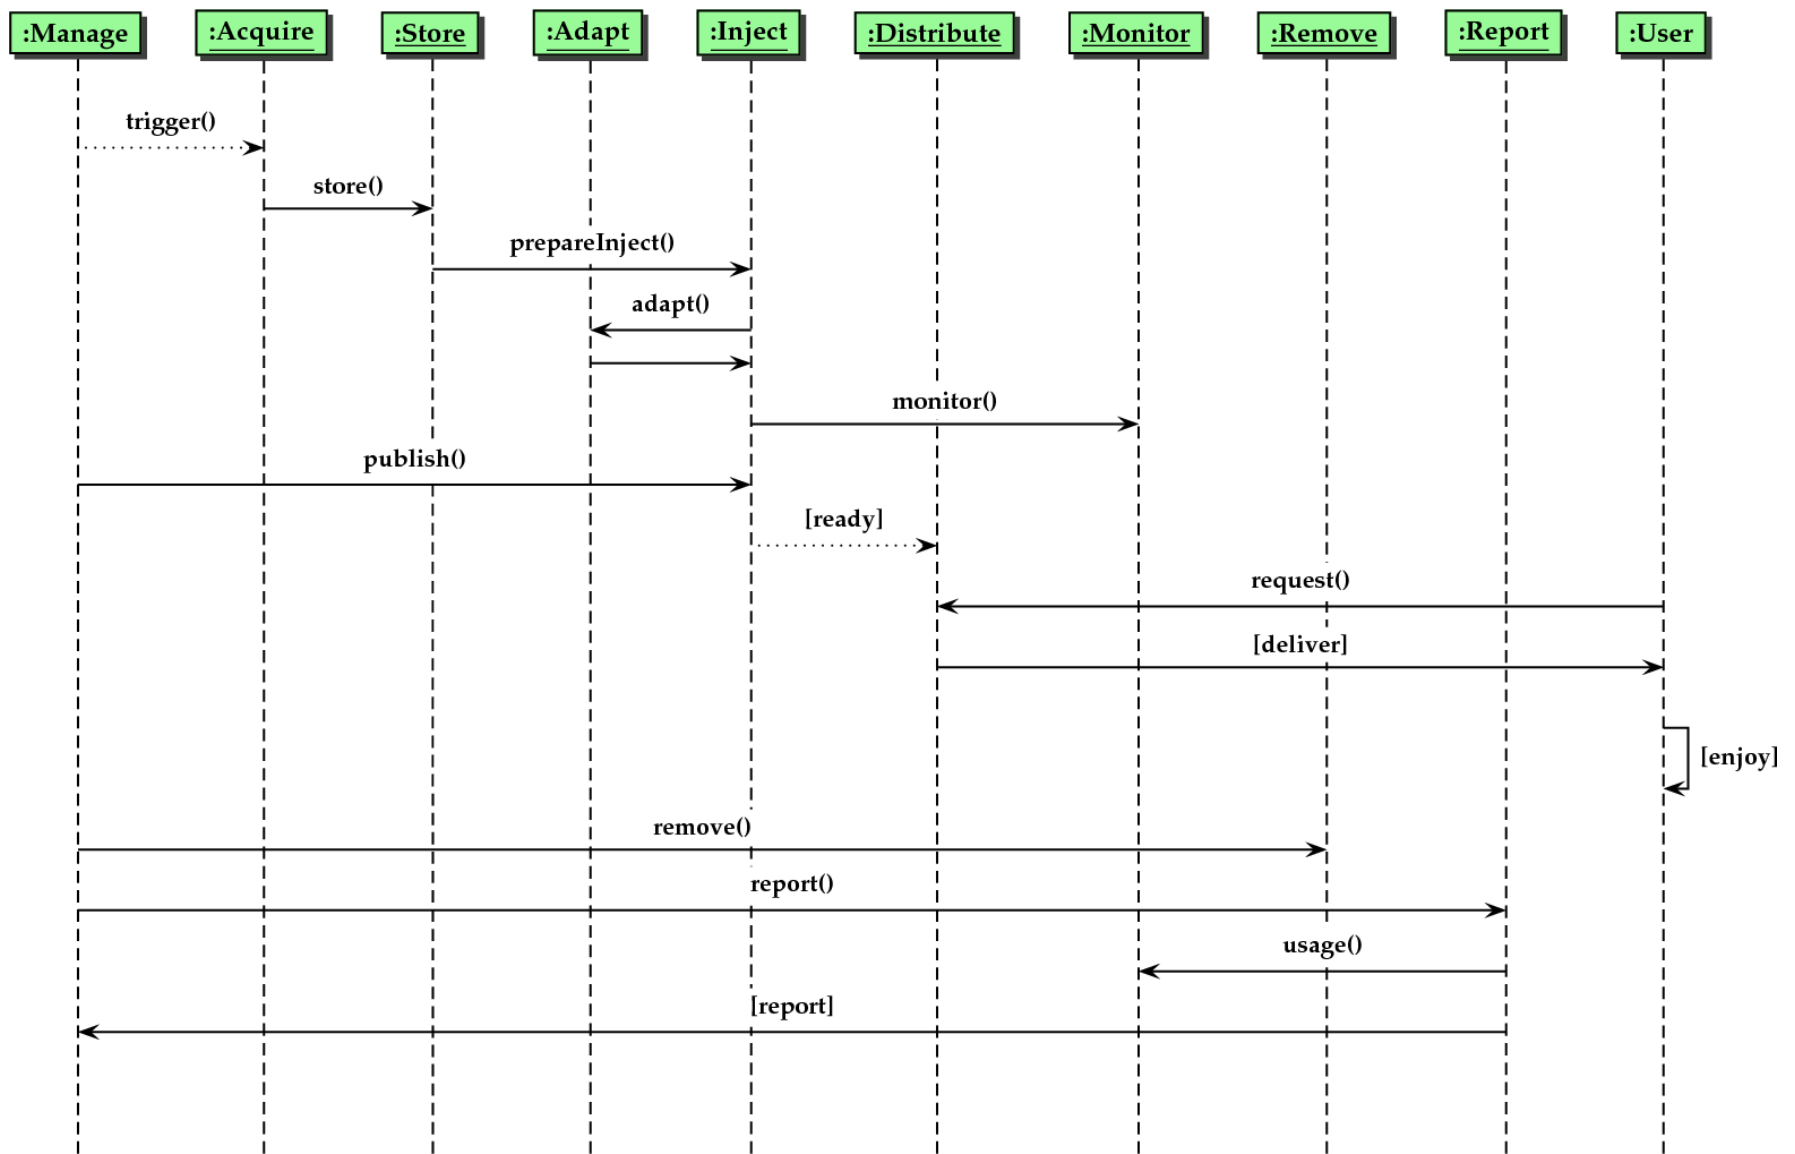 :Manage
:Acquire
:Store
:Adapt
:Inject
:Distribute
:Monitor
:Remove
:Report
:User
trigger()
store()
prepareInject()
adapt()
monitor()
publish()
[ready]
request()
[deliver]
[enjoy]
remove()
report()
usage()
[report]